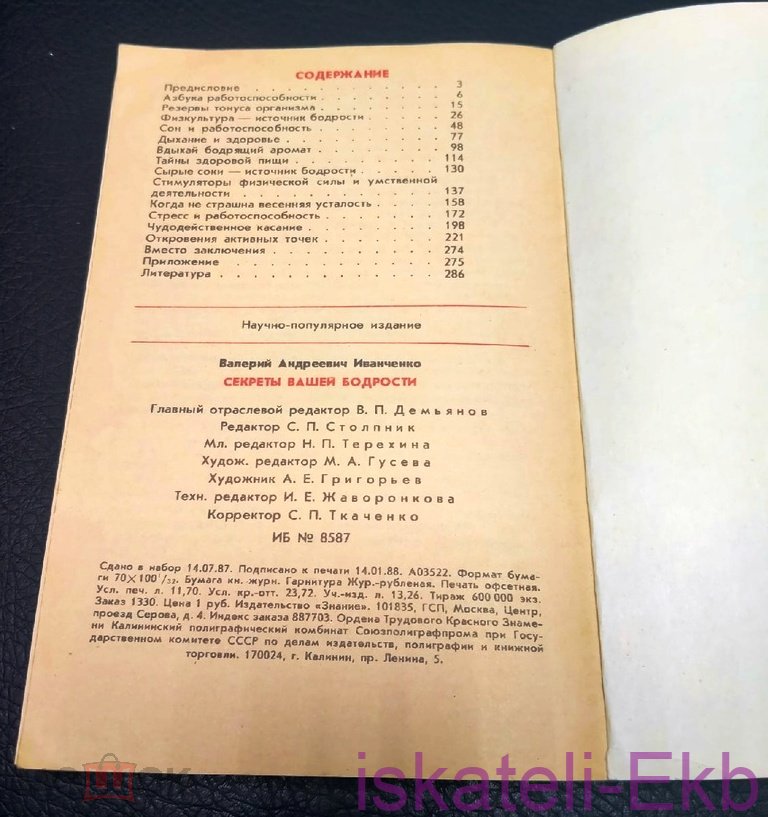 СОДЕРЖАНИЕ
Предисловие . . . . . . . . . . . . 3
Азбука работоспособности . . . . . . . . 6
Резервы тонуса организма . . . . . . . . 15
Физкультура — источник бодрости . . . . . . 26
Сон и работоспособность . . . . . . . . 48
Дыхание и здоровье . . . . . . . . . . 77
Вдыхай бодрящий аромат . . . . . . . . 98
Тайны здоровой пищи . . . . . . . . . 114
Сырые соки — источник бодрости . . . . . . 130
Стимуляторы физической силы и умственной
деятельности . . . . . . . . . . . 137
Когда не страшна весенняя усталость . . . . . 158
Стресс и работоспособность . . . . . . . 172
Чудодейственное касание . . . . . . . . 198
Откровения активных точек . . . . . . . 221
Вместо заключения . . . . . . . . . . 274
Приложение . . . . . . . . . . . . 275
Литература . . . . . . . . . . . . 286
Научно-популярное издание
Валерий Андреевич Иванченко
СЕКРЕТЫ ВАШЕЙ БОДРОСТИ
Главный отраслевой редактор В. П. Демьянов
Редактор С. П. Столпник
Мл. редактор Н. П. Терехина
Худож. редактор М. А. Гусева
Художник А. Е. Григорьев
Техн. редактор И. Е. Жаворонкова
Корректор С. П. Ткаченко
ИБ № 8587
Сдано в набор 14.07.87. Подписано к печати 14.01.88. А03522. Формат бума-
ги 70×100 1/32. Бумага кн. журн. Гарнитура Жур.-рубленая. Печать офсетная.
Усл. печ. л. 11,70. Усл. кр.-отт. 23,72. Уч.-изд. л. 13,26. Тираж 600 000 экз.
Заказ 1330. Цена 1 руб. Издательство «Знание». 101835, ГСП, Москва, Центр,
проезд Серова, д. 4. Индекс заказа 887703. Ордена Трудового Красного Знаме-
ни Калининский полиграфический комбинат Союзполиграфпрома при Госу-
дарственном комитете СССР по делам издательств, полиграфии и книжной
торговли. 170024, г. Калинин, пр. Ленина, 5.
iskateli-Ekb